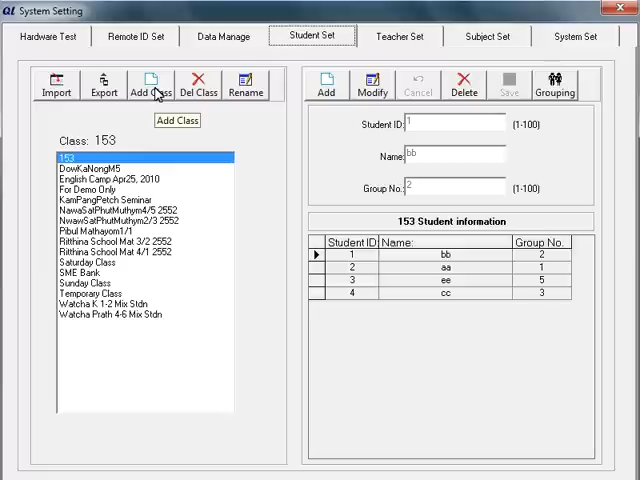 QL System Setting
Hardware Test Remote ID Set Data Manage Student Set Teacher Set Subject Set System Set
Import Export Add Class Del Class Rename
Add Modify Cancel Delete Save Grouping
Add Class
Class: 153
153
DowKaNongM5
English Camp Apr25, 2010
For Demo Only
KamPangPetch Seminar
NawaSatPhutMuthym4/5 2552
NwawSatPhutMuthym2/3 2552
Pibul Mathayom1/1
Ritthina School Mat 3/2 2552
Ritthina School Mat 4/1 2552
Saturday Class
SME Bank
Sunday Class
Temporary Class
Watcha K 1-2 Mix Stdn
Watcha Prath 4-6 Mix Stdn
Student ID: 1 (1-100)
Name: bb
Group No.: 2 (1-100)
153 Student information
Student ID: Name: Group No.
1 bb 2
2 aa 1
3 ee 5
4 cc 3